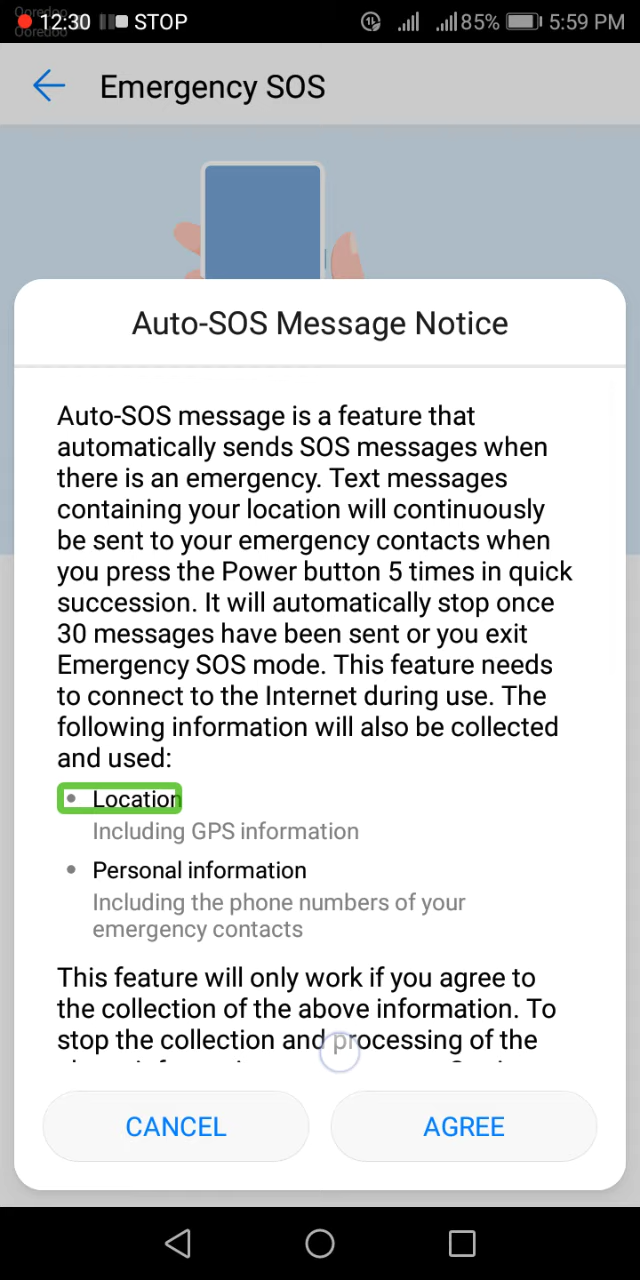 Ooredoo
Ooredoo
12:30 STOP 85% 5:59 PM
Emergency SOS
Auto-SOS Message Notice
Auto-SOS message is a feature that
automatically sends SOS messages when
there is an emergency. Text messages
containing your location will continuously
be sent to your emergency contacts when
you press the Power button 5 times in quick
succession. It will automatically stop once
30 messages have been sent or you exit
Emergency SOS mode. This feature needs
to connect to the Internet during use. The
following information will also be collected
and used:
• Location
Including GPS information
• Personal information
Including the phone numbers of your
emergency contacts
This feature will only work if you agree to
the collection of the above information. To
stop the collection and processing of the
CANCEL AGREE